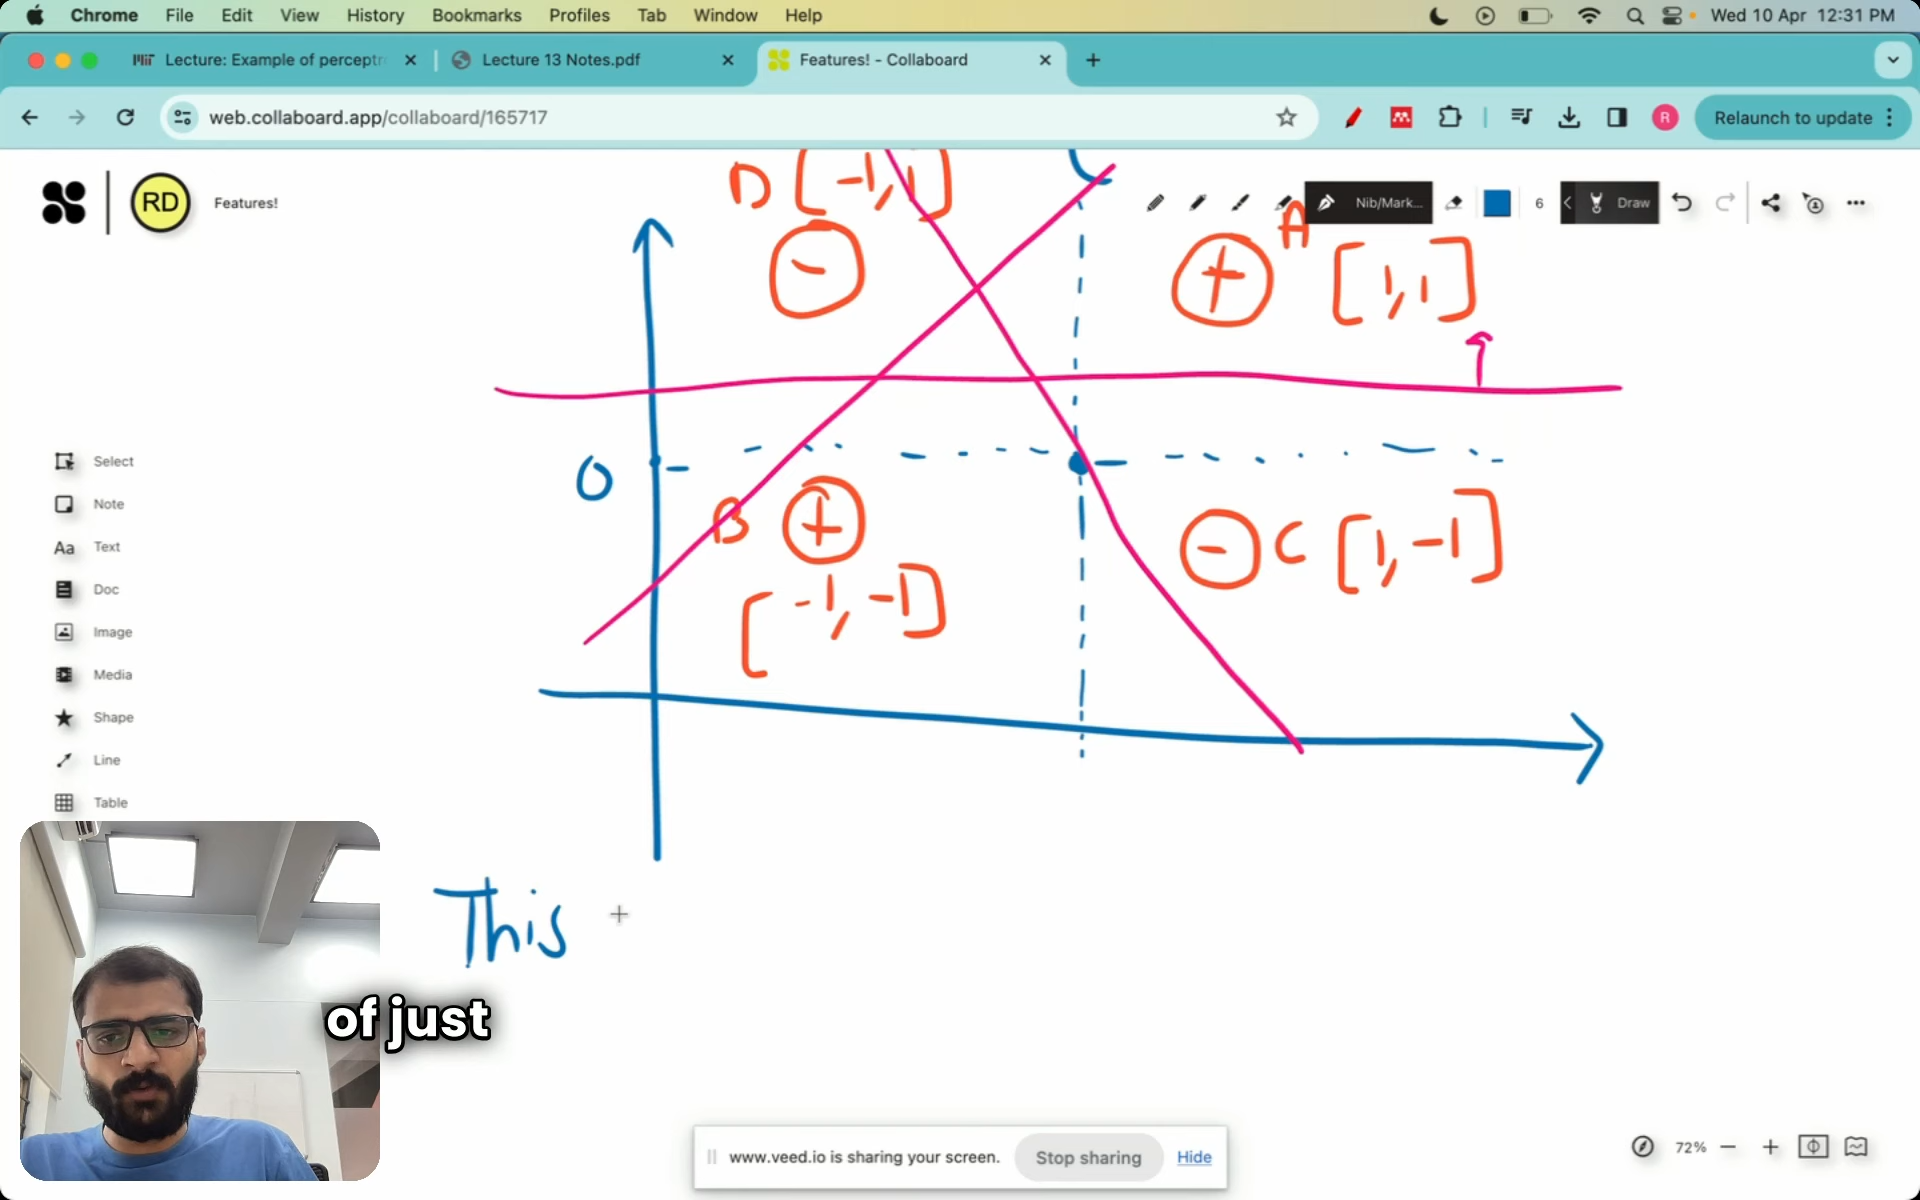 Chrome File Edit View History Bookmarks Profiles Tab Window Help Wed 10 Apr 12:31 PM
MIT Lecture: Example of perceptr Lecture 13 Notes.pdf Features! - Collaboard
web.collaboard.app/collaboard/165717 R Relaunch to update
RD Features! Nib/Mark... 6 Draw
D [-1, 1]
- + A [1, 1]
O
Select
Note
Text
Doc
Image
Media
Shape
Line
Table
B + [-1, -1]
- C [1, -1]
This
of just
www.veed.io is sharing your screen. Stop sharing Hide
72%